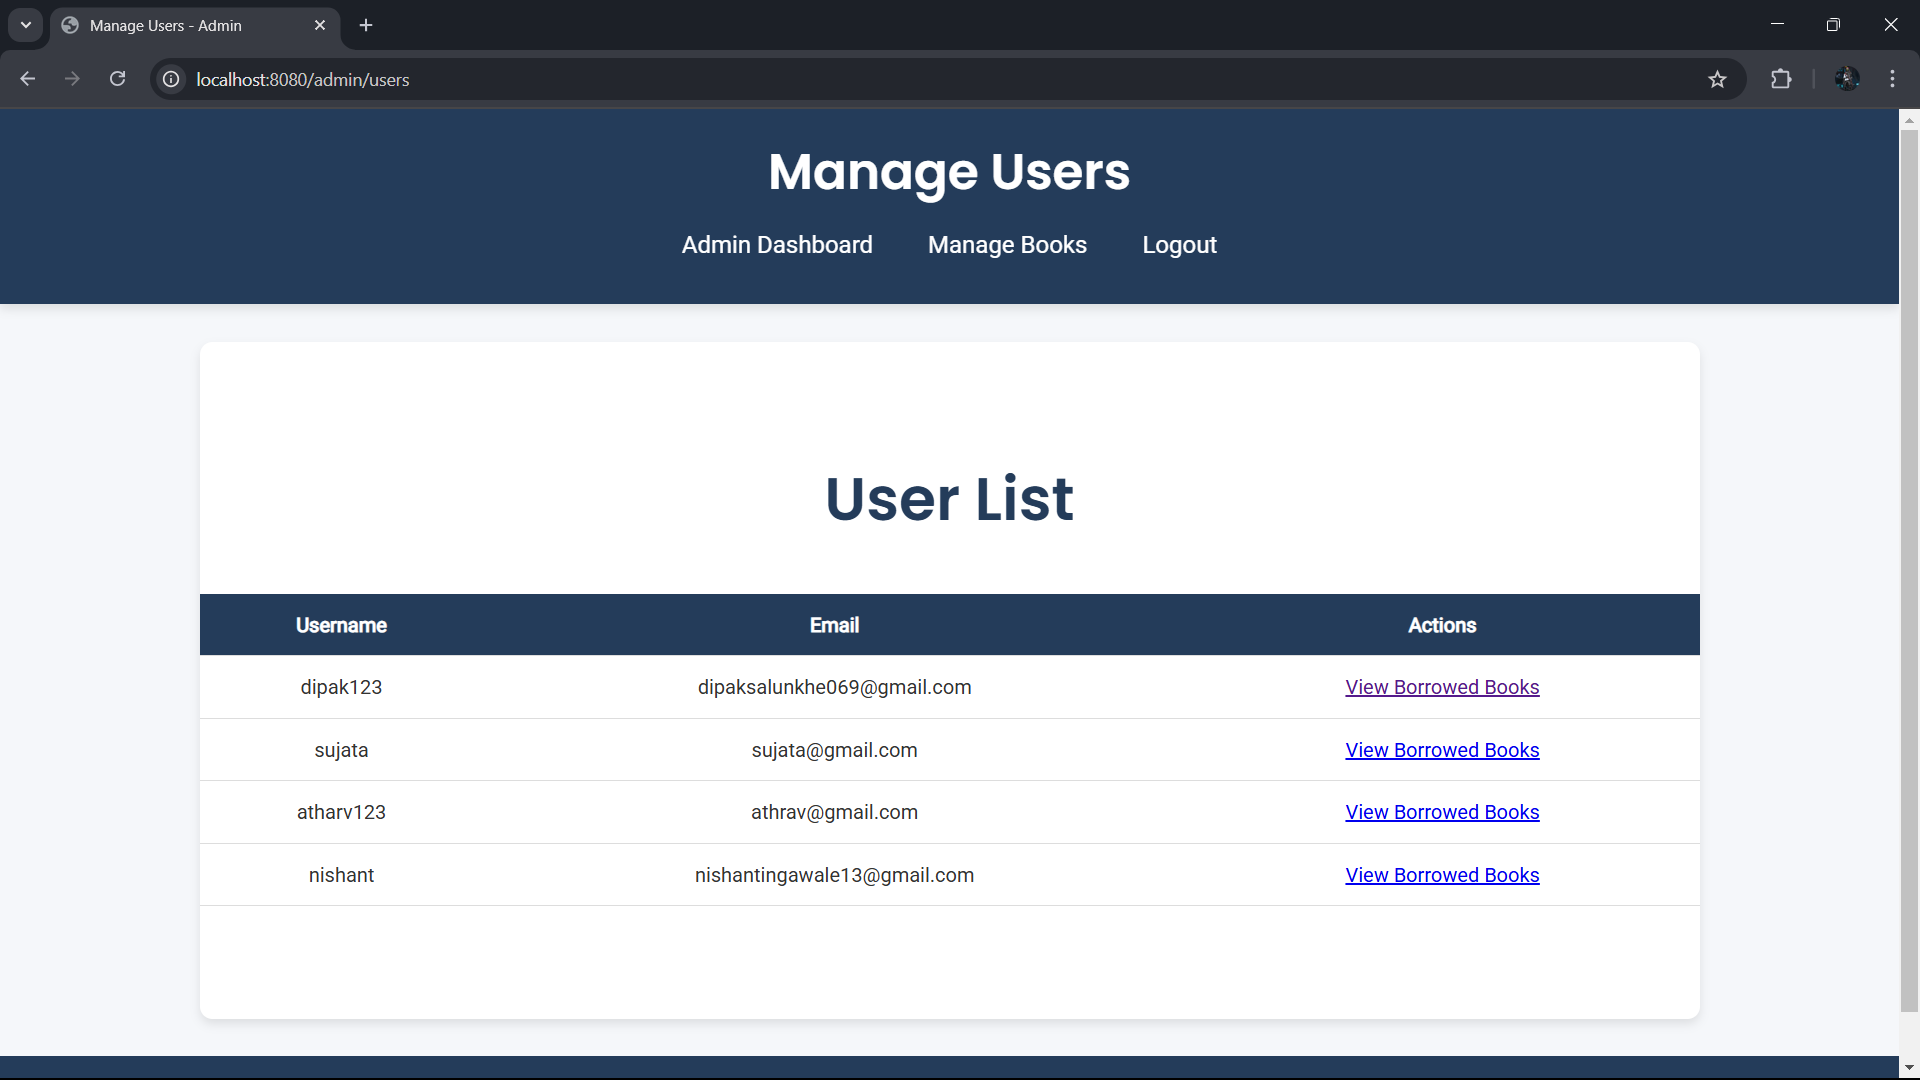 Manage Users - Admin
localhost:8080/admin/users
Manage Users
Admin Dashboard Manage Books Logout
User List
Username Email Actions
dipak123 dipaksalunkhe069@gmail.com View Borrowed Books
sujata sujata@gmail.com View Borrowed Books
atharv123 athrav@gmail.com View Borrowed Books
nishant nishantingawale13@gmail.com View Borrowed Books